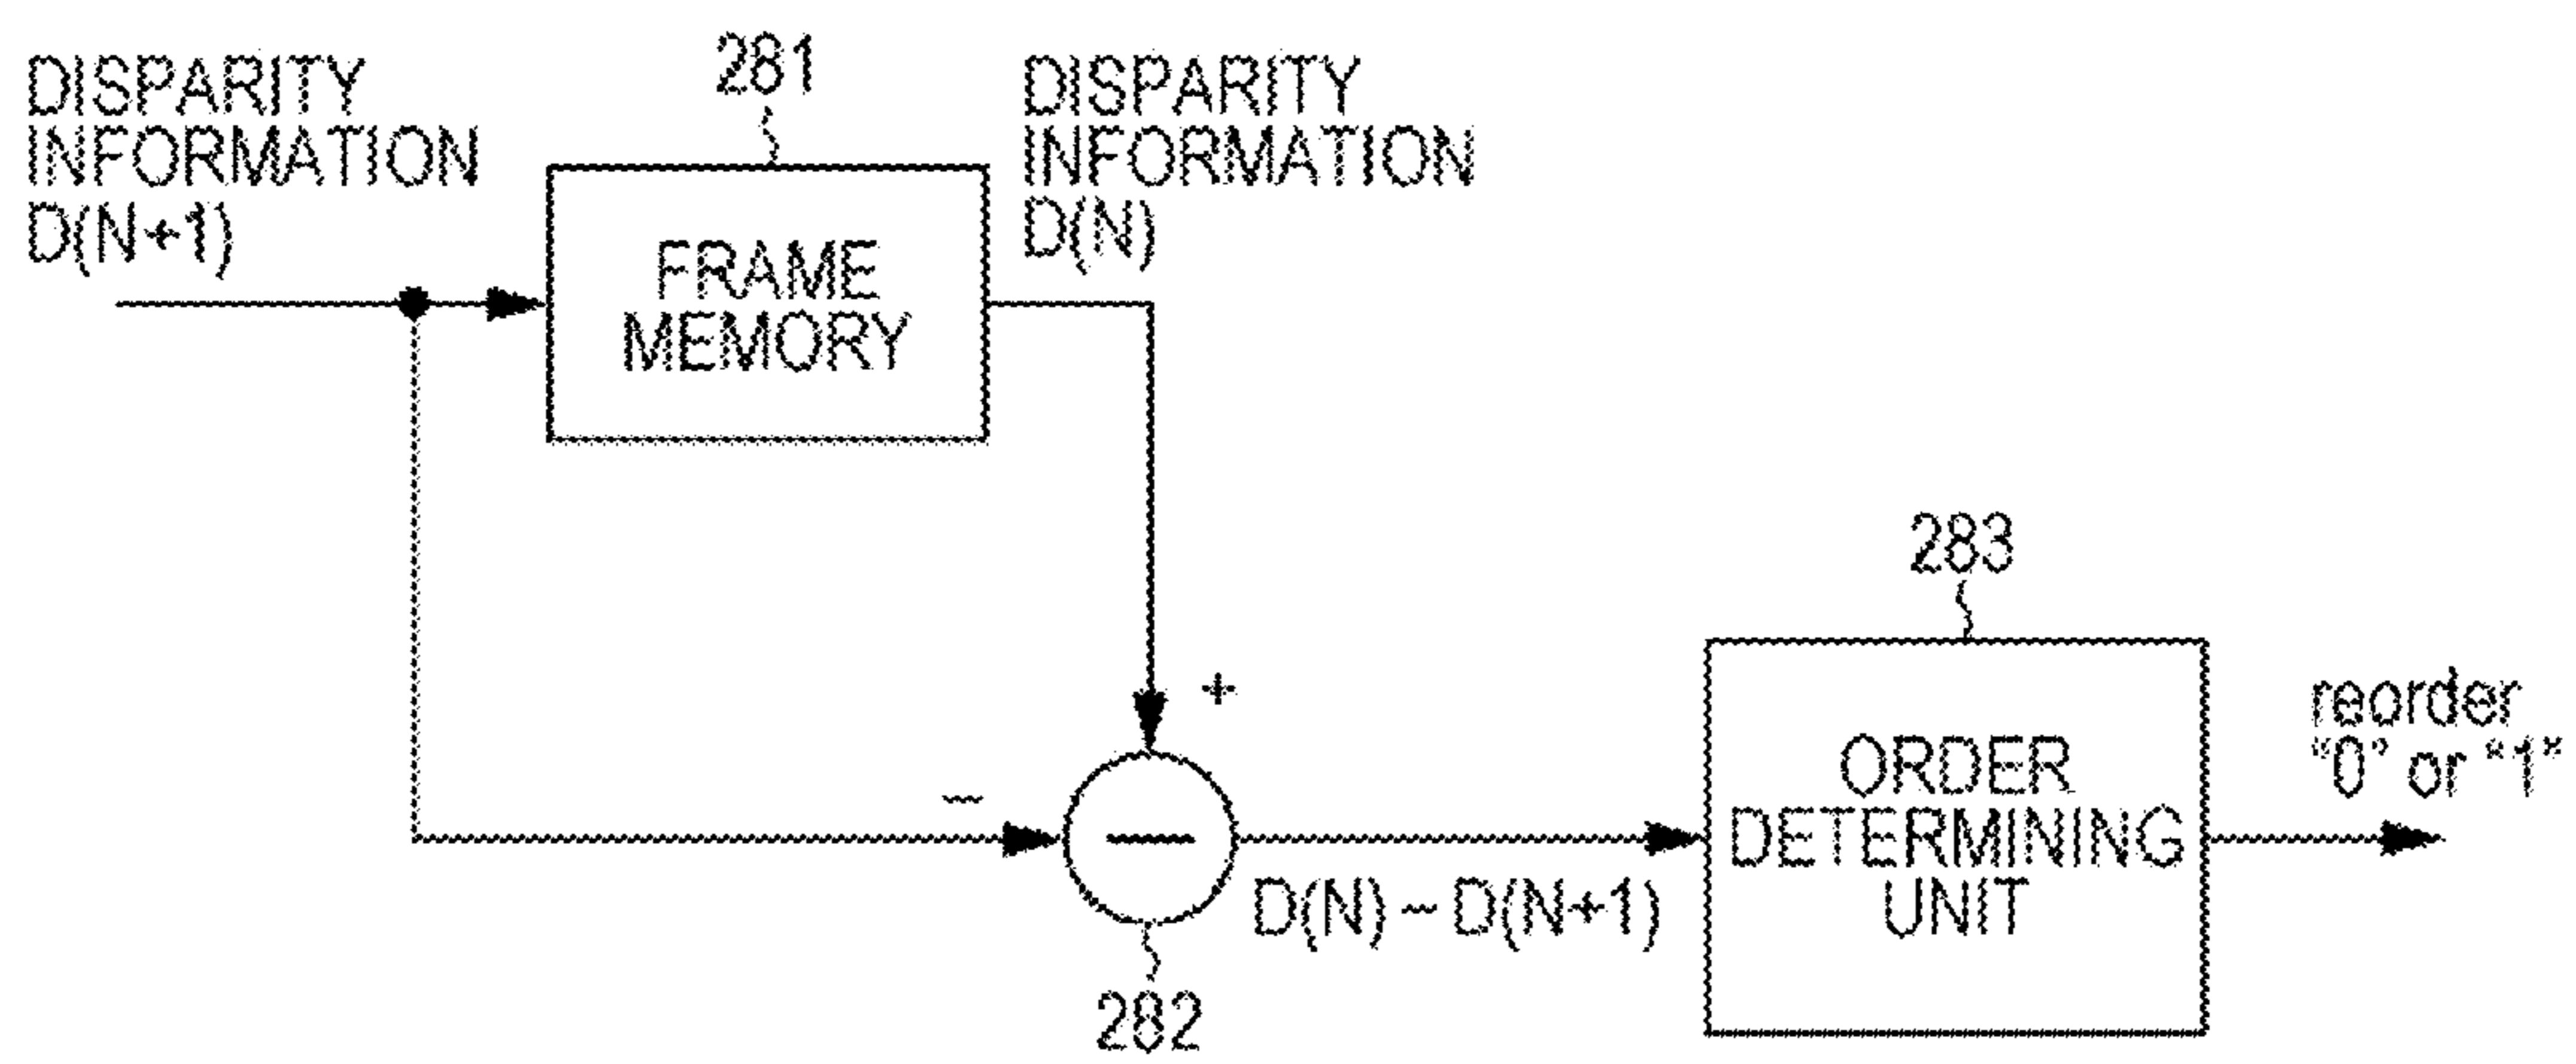 DISPARITY
INFORMATION
D(N+1)
281
FRAME
MEMORY
DISPARITY
INFORMATION
D(N)
+
−
−
282
D(N) − D(N+1)
283
ORDER
DETERMINING
UNIT
reorder
"0" or "1"